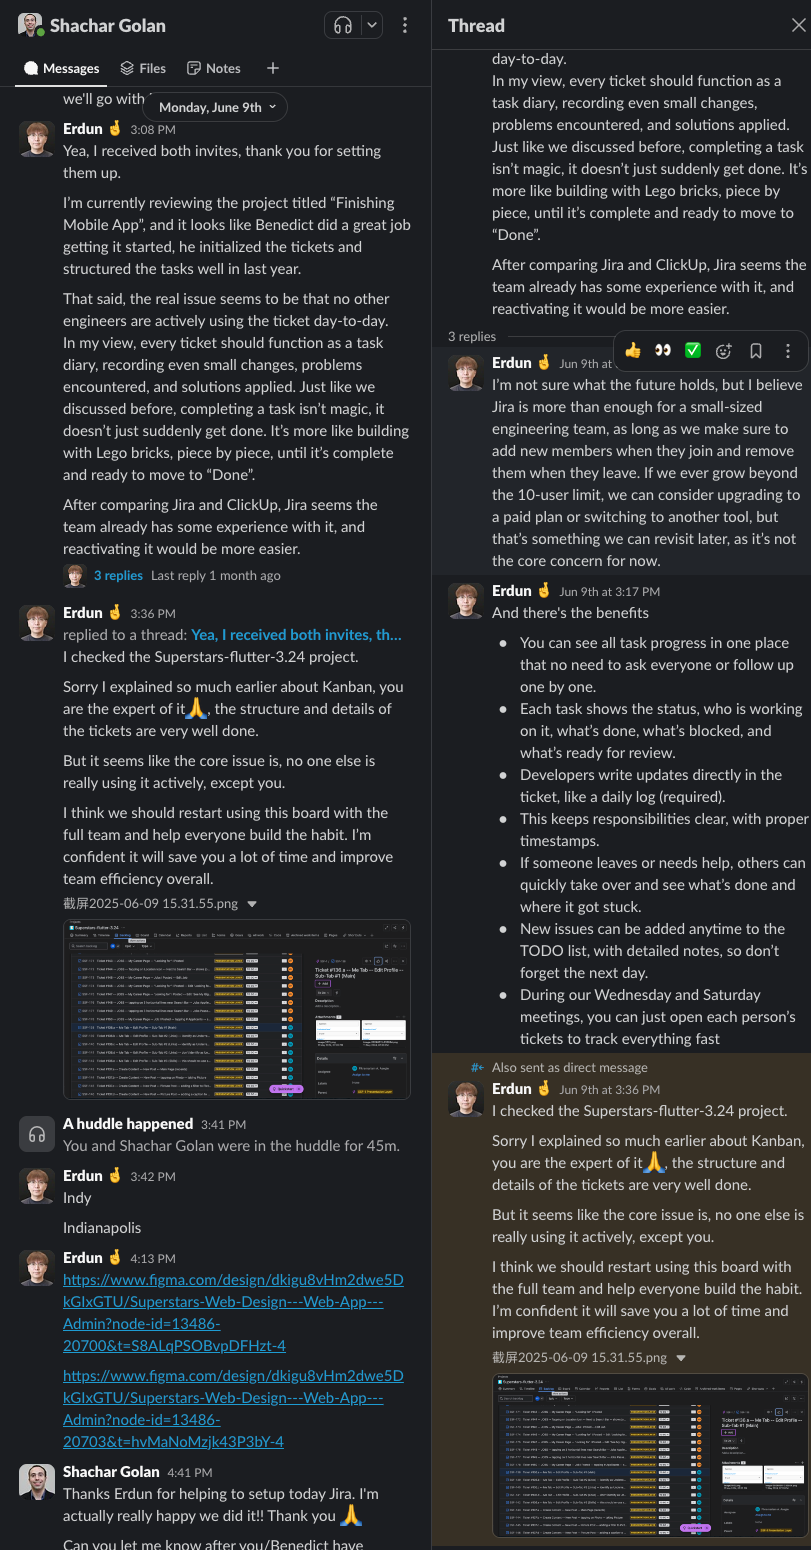 Shachar Golan
Messages
Files
Notes
we'll go with
Monday, June 9th
Erdun 🤞 3:08 PM
Yea, I received both invites, thank you for setting
them up.
I'm currently reviewing the project titled “Finishing
Mobile App”, and it looks like Benedict did a great job
getting it started, he initialized the tickets and
structured the tasks well in last year.
That said, the real issue seems to be that no other
engineers are actively using the ticket day-to-day.
In my view, every ticket should function as a task
diary, recording even small changes, problems
encountered, and solutions applied. Just like we
discussed before, completing a task isn’t magic, it
doesn’t just suddenly get done. It’s more like building
with Lego bricks, piece by piece, until it’s complete
and ready to move to “Done”.
After comparing Jira and ClickUp, Jira seems the
team already has some experience with it, and
reactivating it would be more easier.
3 replies Last reply 1 month ago
Erdun 🤞 3:36 PM
replied to a thread: Yea, I received both invites, th…
I checked the Superstars-flutter-3.24 project.
Sorry I explained so much earlier about Kanban, you
are the expert of it🙏, the structure and details of
the tickets are very well done.
But it seems like the core issue is, no one else is
really using it actively, except you.
I think we should restart using this board with the
full team and help everyone build the habit. I’m
confident it will save you a lot of time and improve
team efficiency overall.
截屏2025-06-09 15.31.55.png
Superstars-flutter-3.24
Ticket #136.a — Me Tab — Edit Profile —
Sub-Tab #1 (Main)
Description
Details
A huddle happened 3:41 PM
You and Shachar Golan were in the huddle for 45m.
Erdun 🤞 3:42 PM
Indy
Indianapolis
Erdun 🤞 4:13 PM
https://www.figma.com/design/dkigu8vHm2dwe5D
kGIxGTU/Superstars-Web-Design---Web-App---
Admin?node-id=13486-
20700&t=S8ALqPSOBvpDFHzt-4
https://www.figma.com/design/dkigu8vHm2dwe5D
kGIxGTU/Superstars-Web-Design---Web-App---
Admin?node-id=13486-
20703&t=hvMaNoMzjk43P3bY-4
Shachar Golan 4:41 PM
Thanks Erdun for helping to setup today Jira. I'm
actually really happy we did it!! Thank you 🙏
Can you let me know after you/Benedict have
Thread
day-to-day.
In my view, every ticket should function as a
task diary, recording even small changes,
problems encountered, and solutions applied.
Just like we discussed before, completing a task
isn’t magic, it doesn’t just suddenly get done. It’s
more like building with Lego bricks, piece by
piece, until it’s complete and ready to move to
“Done”.
After comparing Jira and ClickUp, Jira seems the
team already has some experience with it, and
reactivating it would be more easier.
3 replies
Erdun 🤞 Jun 9th at
I’m not sure what the future holds, but I believe
Jira is more than enough for a small-sized
engineering team, as long as we make sure to
add new members when they join and remove
them when they leave. If we ever grow beyond
the 10-user limit, we can consider upgrading to
a paid plan or switching to another tool, but
that’s something we can revisit later, as it’s not
the core concern for now.
Erdun 🤞 Jun 9th at 3:17 PM
And there's the benefits
● You can see all task progress in one place
that no need to ask everyone or follow up
one by one.
● Each task shows the status, who is working
on it, what’s done, what’s blocked, and
what’s ready for review.
● Developers write updates directly in the
ticket, like a daily log (required).
● This keeps responsibilities clear, with proper
timestamps.
● If someone leaves or needs help, others can
quickly take over and see what’s done and
where it got stuck.
● New issues can be added anytime to the
TODO list, with detailed notes, so don’t
forget the next day.
● During our Wednesday and Saturday
meetings, you can just open each person’s
tickets to track everything fast
Also sent as direct message
Erdun 🤞 Jun 9th at 3:36 PM
I checked the Superstars-flutter-3.24 project.
Sorry I explained so much earlier about Kanban,
you are the expert of it🙏, the structure and
details of the tickets are very well done.
But it seems like the core issue is, no one else is
really using it actively, except you.
I think we should restart using this board with
the full team and help everyone build the habit.
I’m confident it will save you a lot of time and
improve team efficiency overall.
截屏2025-06-09 15.31.55.png
Superstars-flutter-3.24
Ticket #136.a — Me Tab — Edit Profile —
Sub-Tab #1 (Main)
Description
Details